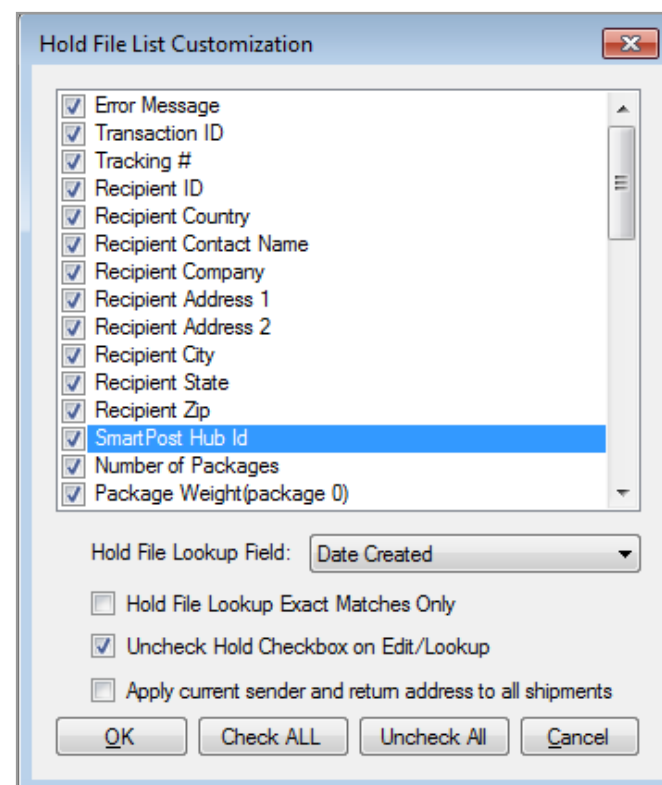 Hold File List Customization
Error Message
Transaction ID
Tracking #
Recipient ID
Recipient Country
Recipient Contact Name
Recipient Company
Recipient Address 1
Recipient Address 2
Recipient City
Recipient State
Recipient Zip
SmartPost Hub Id
Number of Packages
Package Weight(package 0)
Hold File Lookup Field: Date Created
Hold File Lookup Exact Matches Only
Uncheck Hold Checkbox on Edit/Lookup
Apply current sender and return address to all shipments
OK Check ALL Uncheck All Cancel